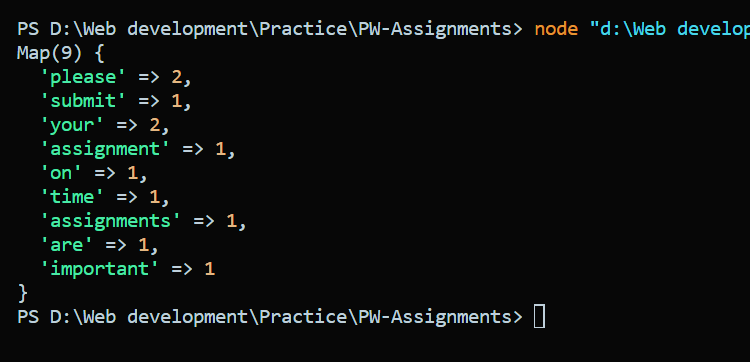 PS D:\Web development\Practice\PW-Assignments> node "d:\Web develop
Map(9) {
  'please' => 2,
  'submit' => 1,
  'your' => 2,
  'assignment' => 1,
  'on' => 1,
  'time' => 1,
  'assignments' => 1,
  'are' => 1,
  'important' => 1
}
PS D:\Web development\Practice\PW-Assignments>